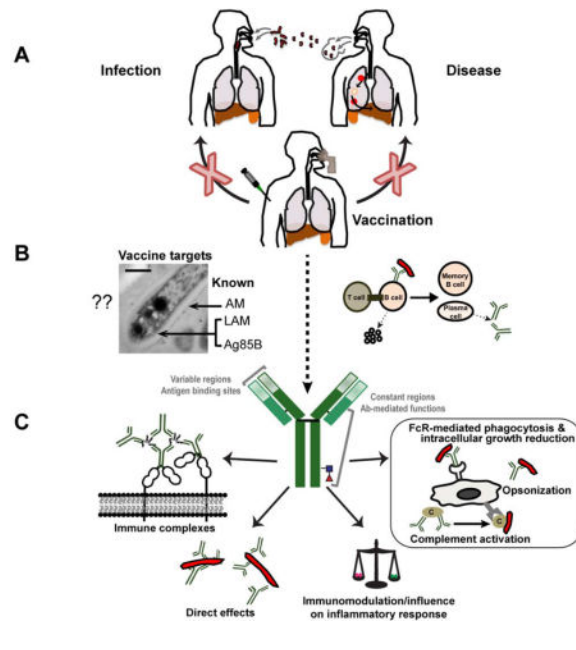 A
Infection
Disease
Vaccination
B
Vaccine targets
??
Known
AM
LAM
Ag85B
T cell
B cell
Memory
B cell
Plasma
cell
Variable regions
Antigen binding sites
Constant regions
Ab-mediated functions
C
FcR-mediated phagocytosis &
intracellular growth reduction
Opsonization
C
C
Complement activation
Immune complexes
Direct effects
Immunomodulation/influence
on inflammatory response